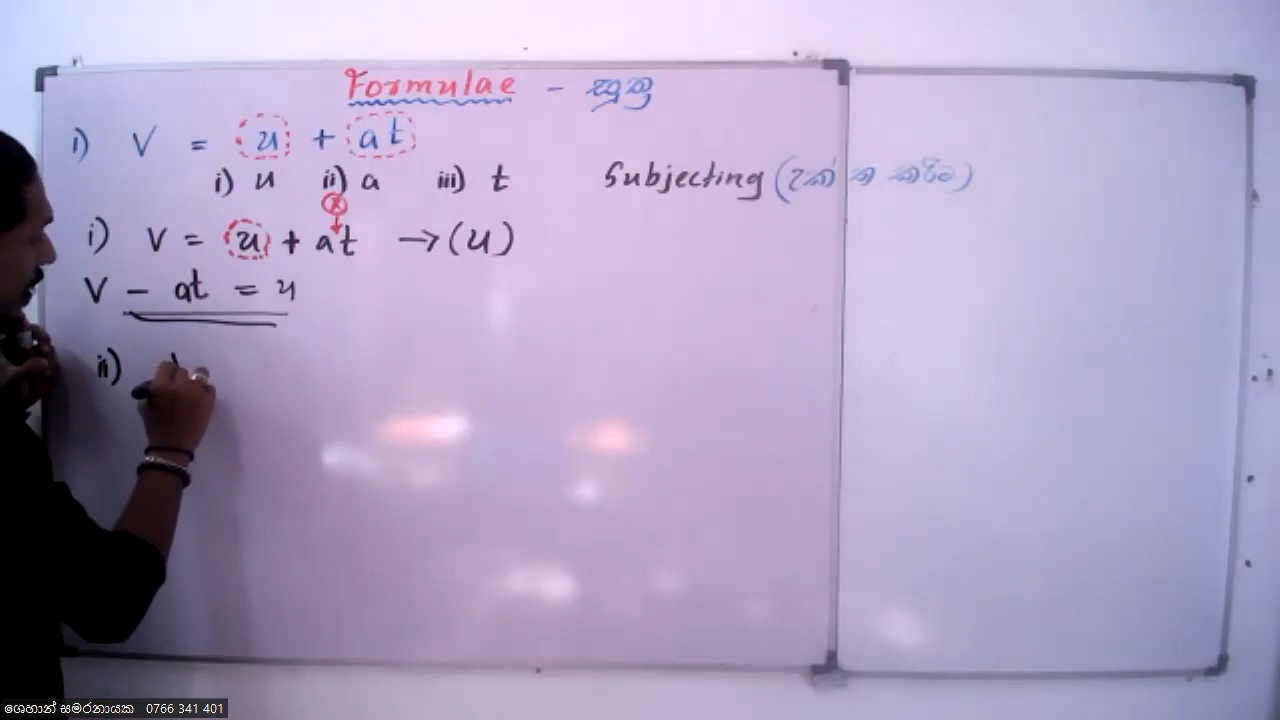 Formulae - සූත්‍ර
i) V = u + at
i) u ii) a iii) t Subjecting (උක්ත කිරීම)
x
i) V = u + at → (u)
V - at = u
ii)
ශෙහාන් සමරනායක 0766 341 401